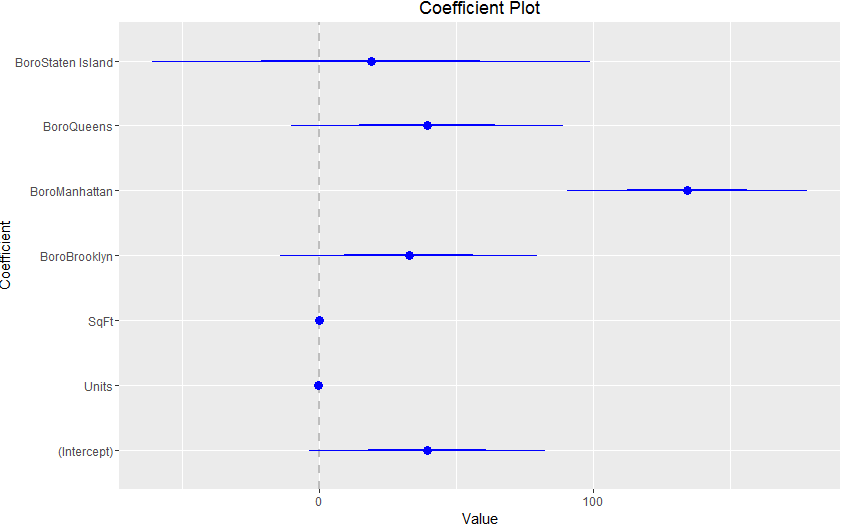 Coefficient Plot
BoroStaten Island
BoroQueens
BoroManhattan
BoroBrooklyn
SqFt
Units
(Intercept)
Coefficient
0
100
Value